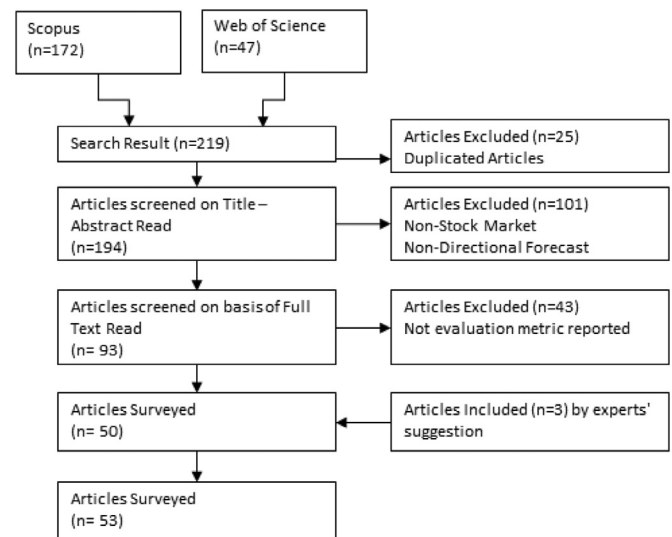 Scopus
(n=172)
Web of Science
(n=47)
Search Result (n=219)
Articles Excluded (n=25)
Duplicated Articles
Articles screened on Title –
Abstract Read
(n=194)
Articles Excluded (n=101)
Non-Stock Market
Non-Directional Forecast
Articles screened on basis of Full
Text Read
(n= 93)
Articles Excluded (n=43)
Not evaluation metric reported
Articles Surveyed
(n= 50)
Articles Included (n=3) by experts'
suggestion
Articles Surveyed
(n= 53)